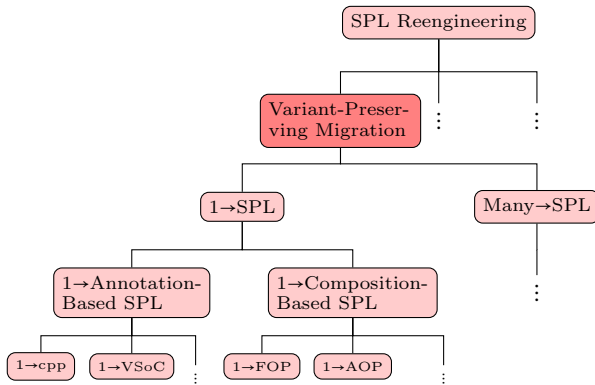 SPL Reengineering
Variant-Preser-
ving Migration
⋮ ⋮
1→SPL
Many→SPL
1→Annotation-
Based SPL
1→Composition-
Based SPL
⋮
1→cpp
1→VSoC
⋮
1→FOP
1→AOP
⋮